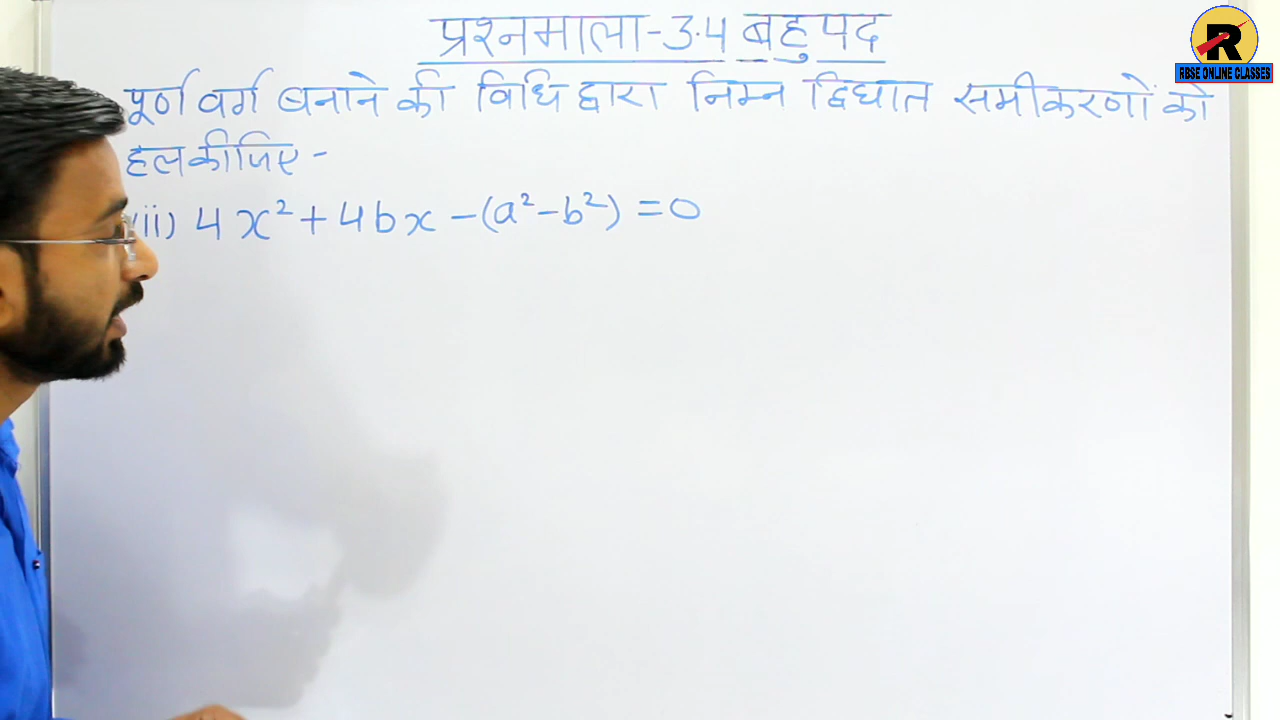 प्रश्नमाला-3.4 बहुपद
R
RBSE ONLINE CLASSES
पूर्ण वर्ग बनाने की विधि द्वारा निम्न द्विघात समीकरणों को
हल कीजिए -
ii) 4x² + 4bx - (a² - b²) = 0